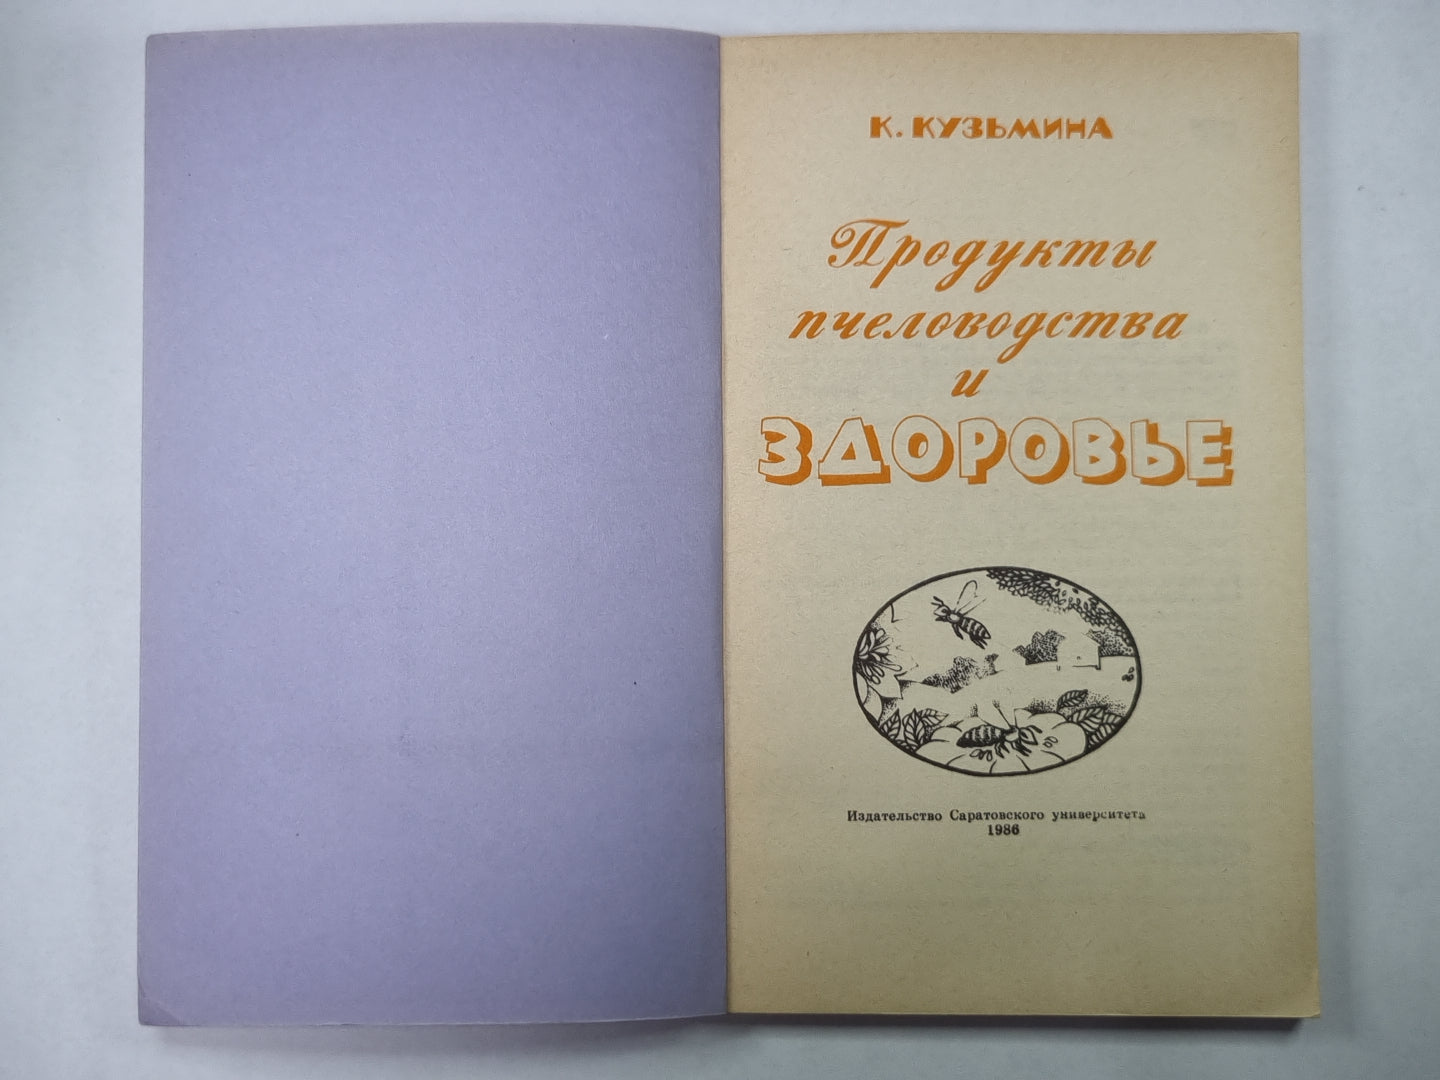 К. КУЗЬМИНА
Продукты
пчеловодства
и
ЗДОРОВЬЕ
Издательство Саратовского университета
1986